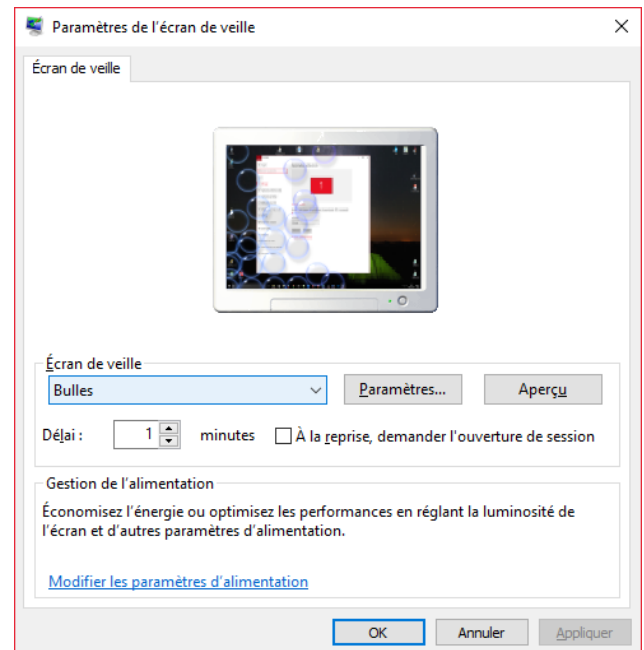 Paramètres de l'écran de veille
Écran de veille
1
Écran de veille
Bulles
Paramètres...
Aperçu
Délai :
1
minutes
À la reprise, demander l'ouverture de session
Gestion de l'alimentation
Économisez l'énergie ou optimisez les performances en réglant la luminosité de
l'écran et d'autres paramètres d'alimentation.
Modifier les paramètres d'alimentation
OK
Annuler
Appliquer